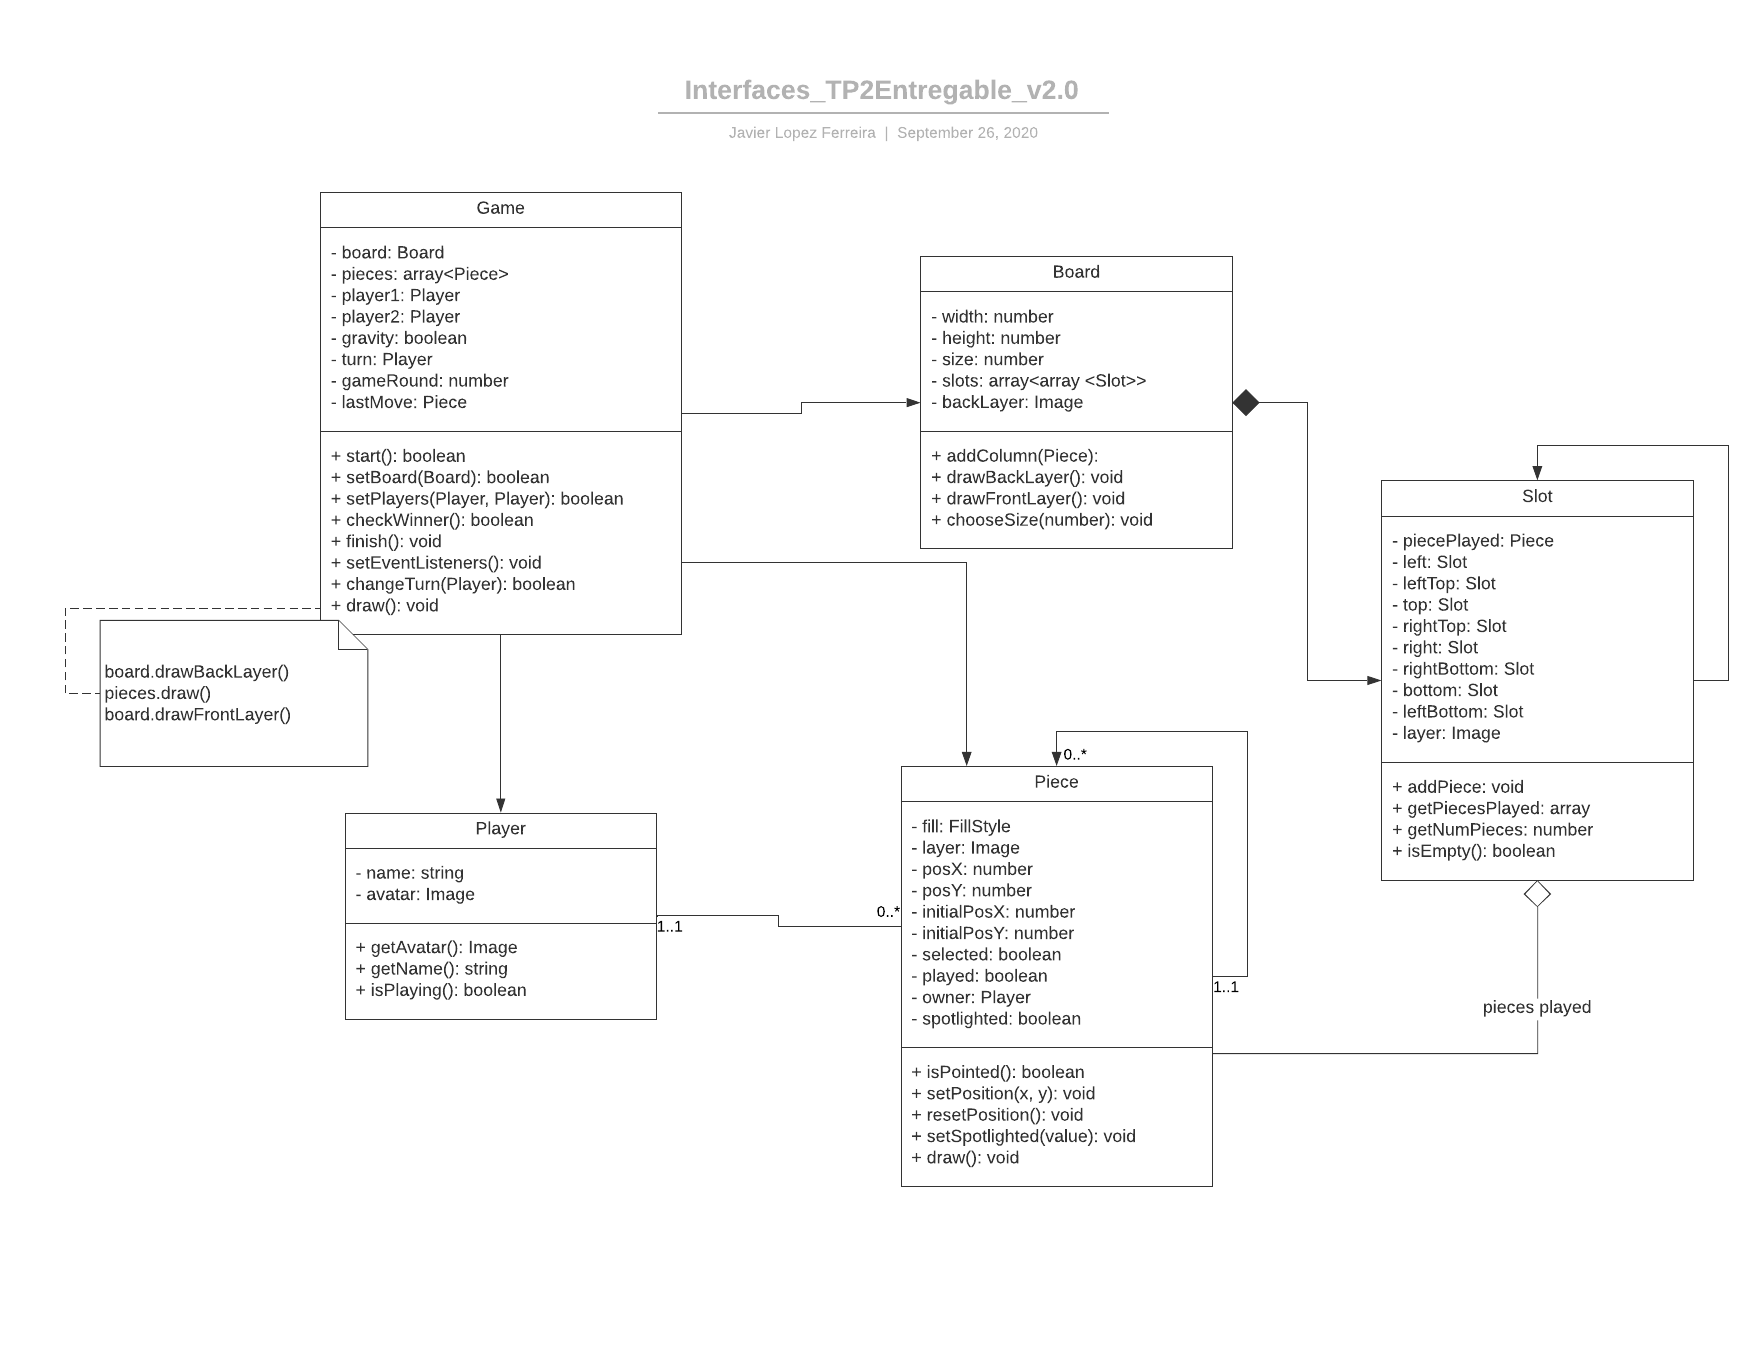 Interfaces_TP2Entregable_v2.0
Javier Lopez Ferreira | September 26, 2020
Game
- board: Board
- pieces: array<Piece>
- player1: Player
- player2: Player
- gravity: boolean
- turn: Player
- gameRound: number
- lastMove: Piece
+ start(): boolean
+ setBoard(Board): boolean
+ setPlayers(Player, Player): boolean
+ checkWinner(): boolean
+ finish(): void
+ setEventListeners(): void
+ changeTurn(Player): boolean
+ draw(): void
board.drawBackLayer()
pieces.draw()
board.drawFrontLayer()
Board
- width: number
- height: number
- size: number
- slots: array<array <Slot>>
- backLayer: Image
+ addColumn(Piece):
+ drawBackLayer(): void
+ drawFrontLayer(): void
+ chooseSize(number): void
Slot
- piecePlayed: Piece
- left: Slot
- leftTop: Slot
- top: Slot
- rightTop: Slot
- right: Slot
- rightBottom: Slot
- bottom: Slot
- leftBottom: Slot
- layer: Image
+ addPiece: void
+ getPiecesPlayed: array
+ getNumPieces: number
+ isEmpty(): boolean
Player
- name: string
- avatar: Image
+ getAvatar(): Image
+ getName(): string
+ isPlaying(): boolean
1..1
0..*
0..*
Piece
- fill: FillStyle
- layer: Image
- posX: number
- posY: number
- initialPosX: number
- initialPosY: number
- selected: boolean
- played: boolean
- owner: Player
- spotlighted: boolean
+ isPointed(): boolean
+ setPosition(x, y): void
+ resetPosition(): void
+ setSpotlighted(value): void
+ draw(): void
1..1
pieces played